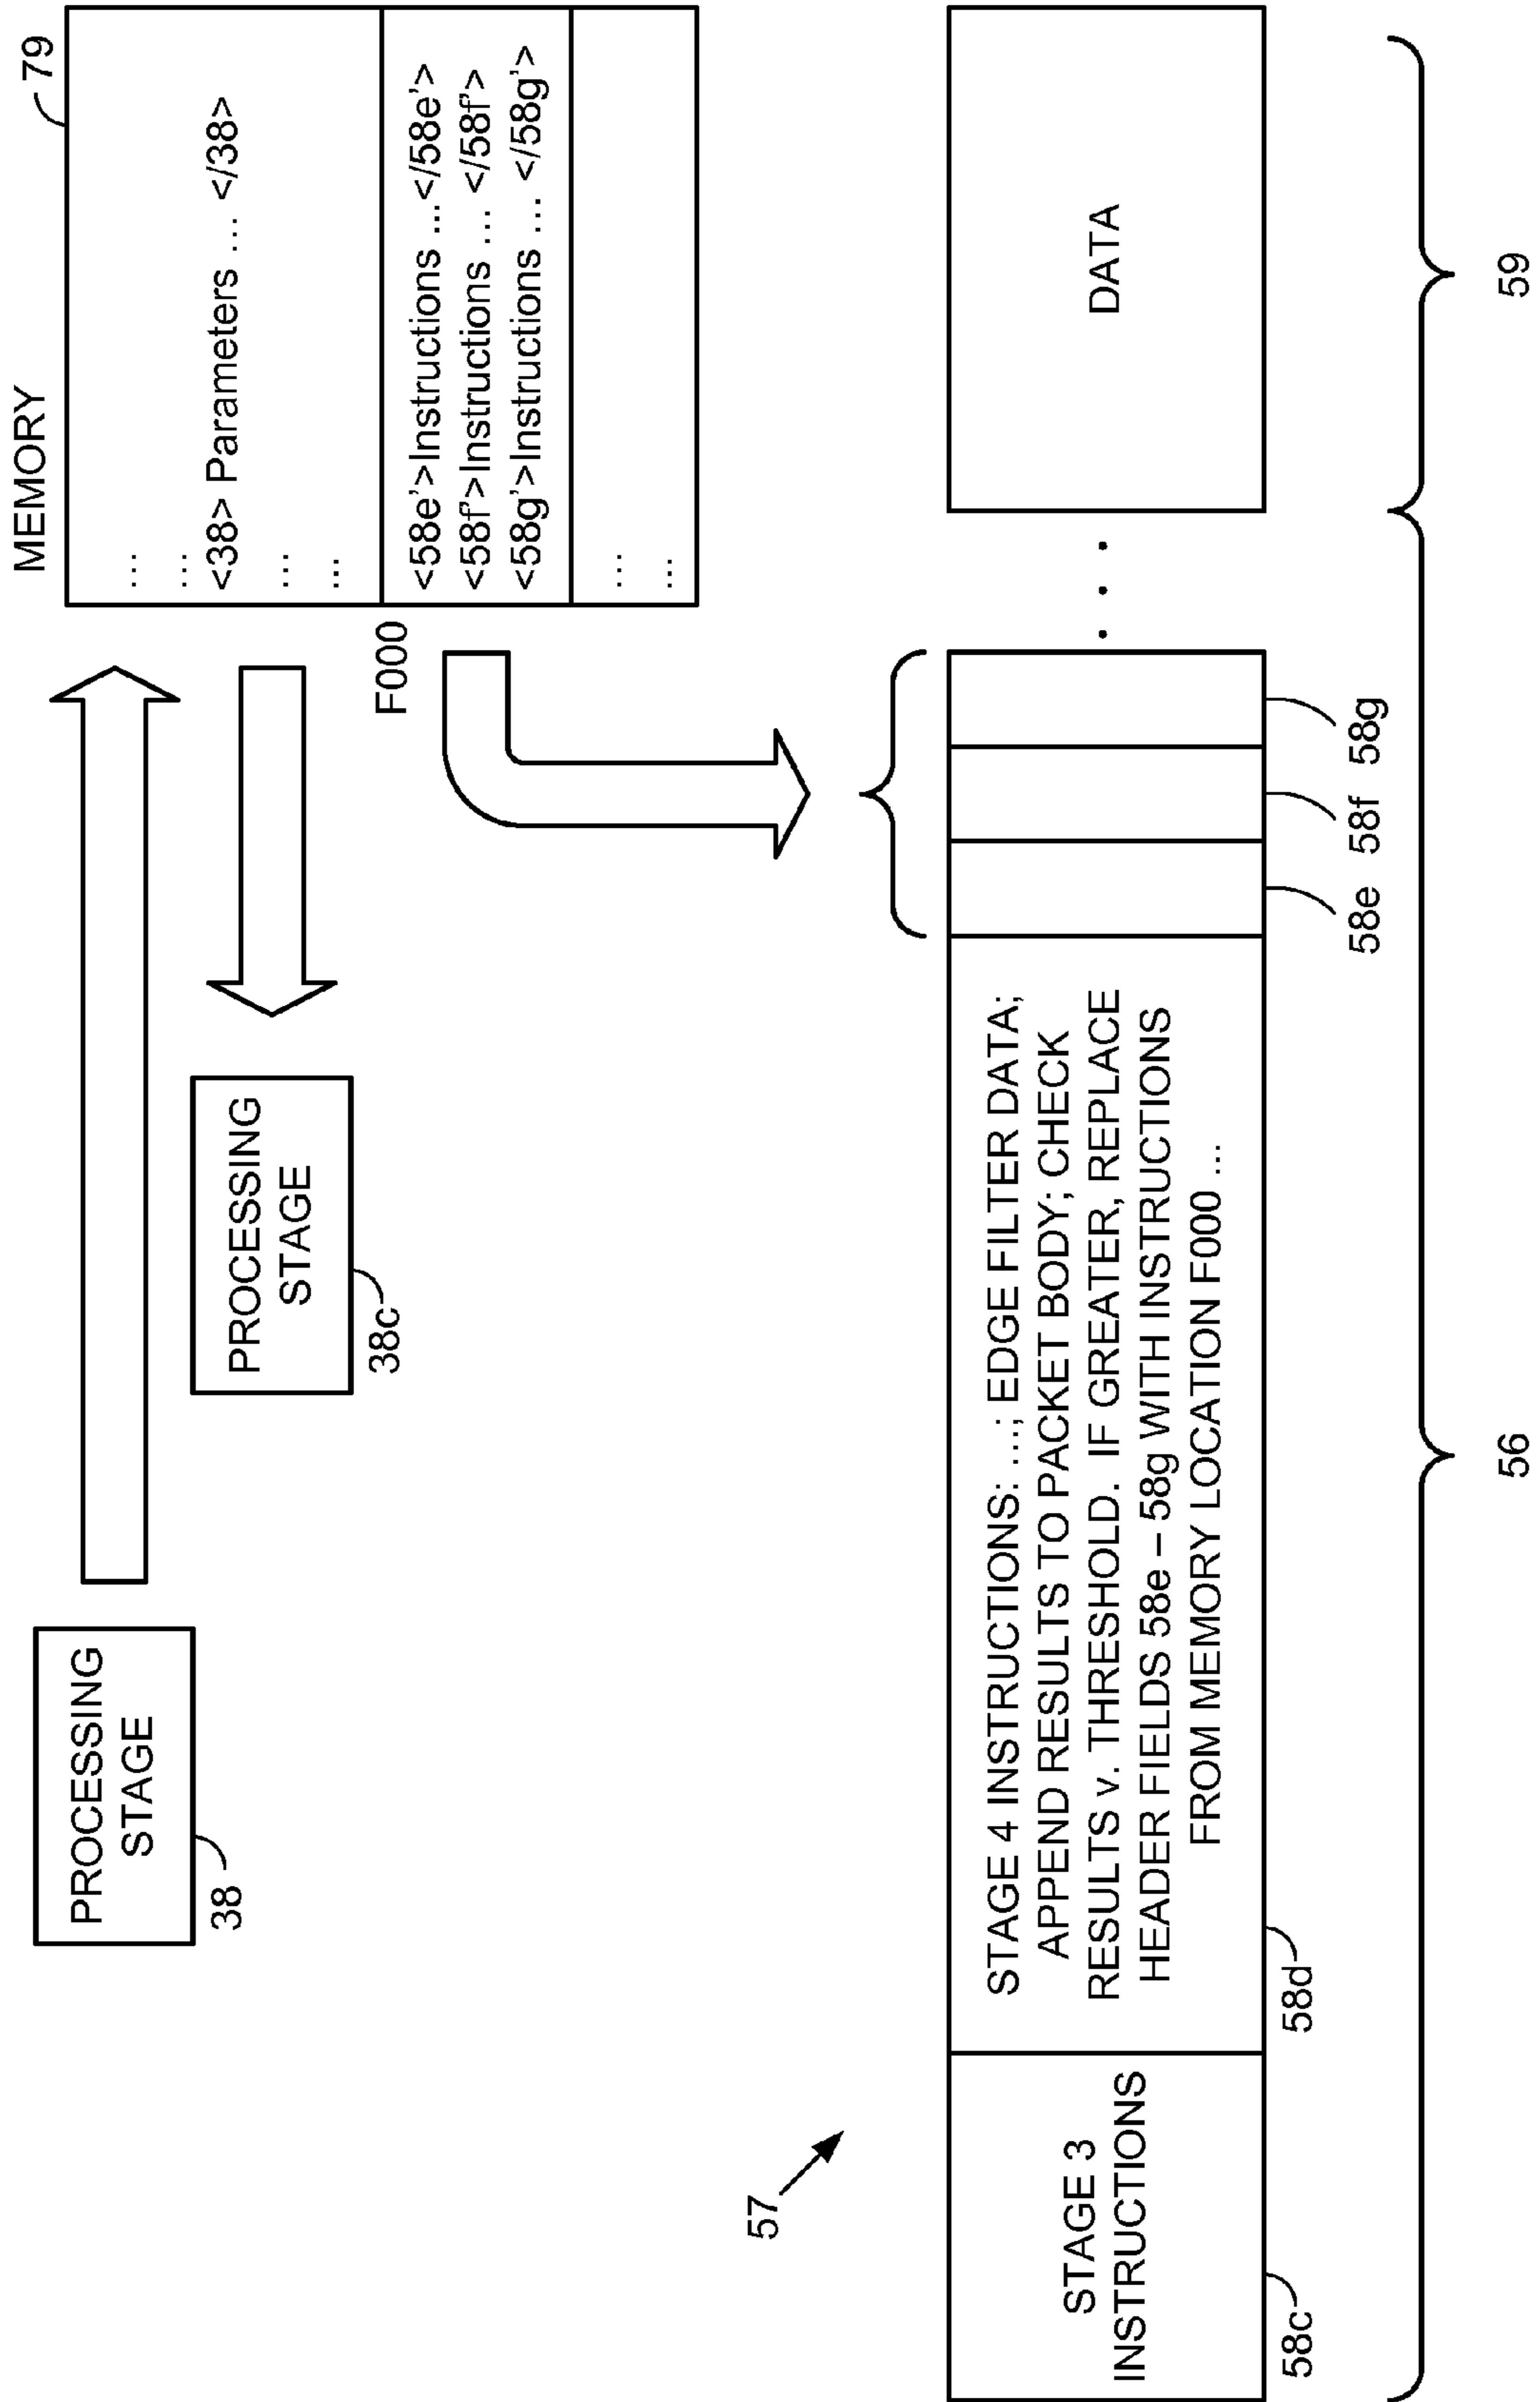 PROCESSING
STAGE
38
PROCESSING
STAGE
38c
MEMORY
79
...
...
<38> Parameters ... </38>
...
...
F000
<58e’>Instructions ...</58e’>
<58f’>Instructions ... </58f’>
<58g’>Instructions ... </58g’>
...
...
57
STAGE 3
INSTRUCTIONS
58c
STAGE 4 INSTRUCTIONS: ...; EDGE FILTER DATA;
APPEND RESULTS TO PACKET BODY; CHECK
RESULTS v. THRESHOLD. IF GREATER, REPLACE
HEADER FIELDS 58e – 58g WITH INSTRUCTIONS
FROM MEMORY LOCATION F000 ...
58d
58e
58f
58g
. . .
DATA
56
59